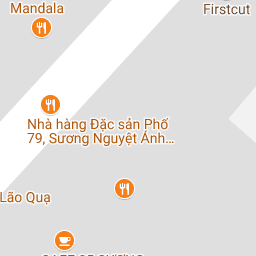 Mandala
Firstcut
Nhà hàng Đặc sản Phố
79, Sương Nguyệt Ánh...
Lão Quạ